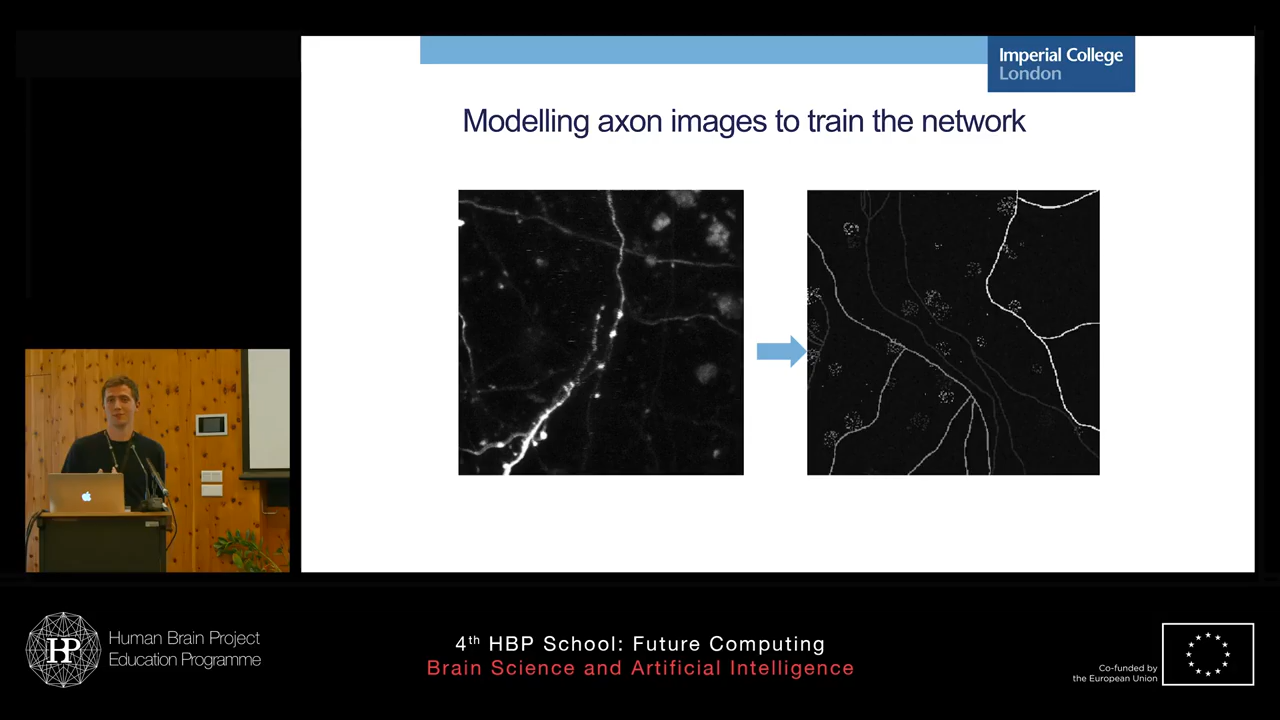 Imperial College
London
Modelling axon images to train the network
HBP
Human Brain Project
Education Programme
4th HBP School: Future Computing
Brain Science and Artificial Intelligence
Co-funded by
the European Union